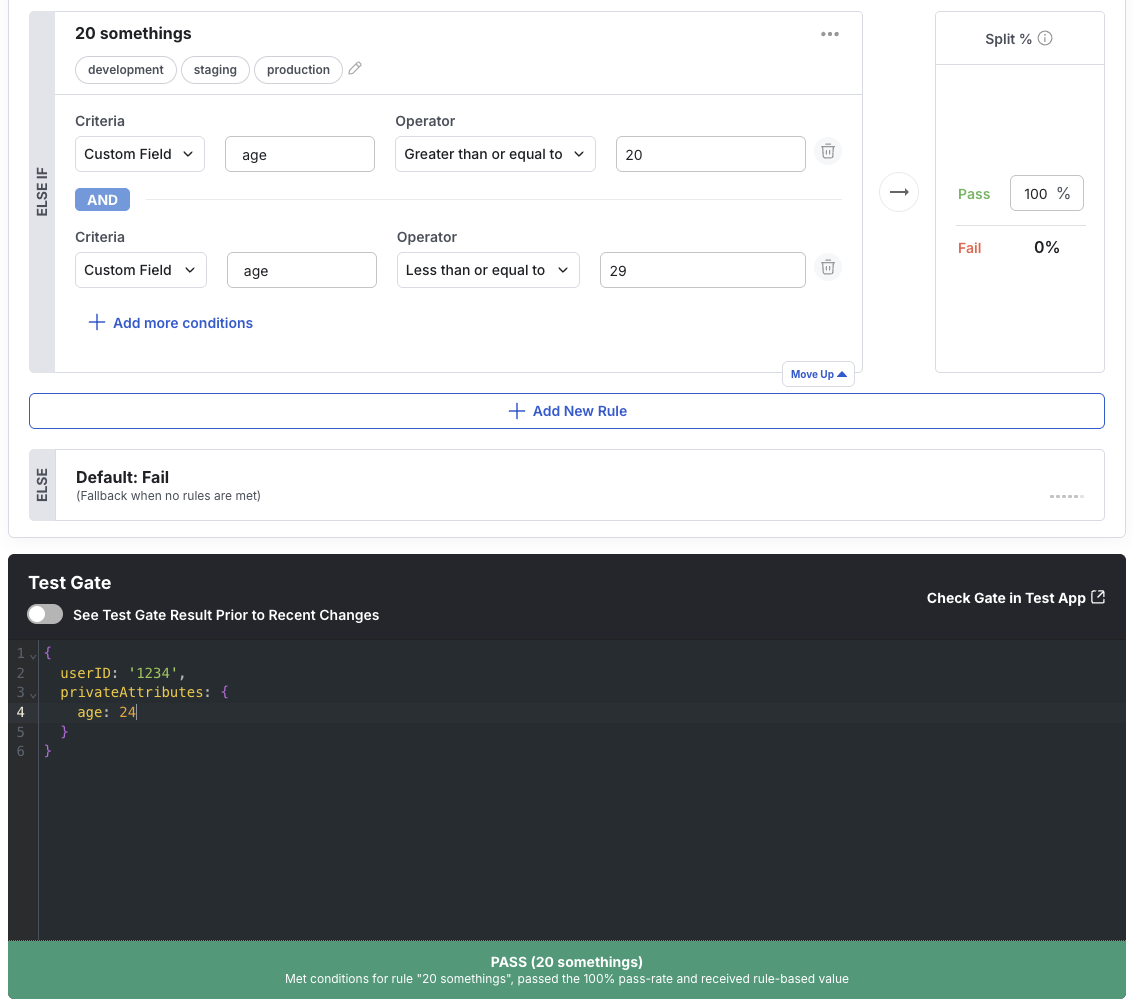 20 somethings
development staging production
ELSE IF
Criteria Operator
Custom Field age Greater than or equal to 20
AND
Criteria Operator
Custom Field age Less than or equal to 29
Add more conditions
Move Up
Split %
Pass 100 %
Fail 0%
Add New Rule
ELSE
Default: Fail
(Fallback when no rules are met)
Test Gate
See Test Gate Result Prior to Recent Changes
Check Gate in Test App
1 {
2 userID: '1234',
3 privateAttributes: {
4 age: 24
5 }
6 }
PASS (20 somethings)
Met conditions for rule "20 somethings", passed the 100% pass-rate and received rule-based value